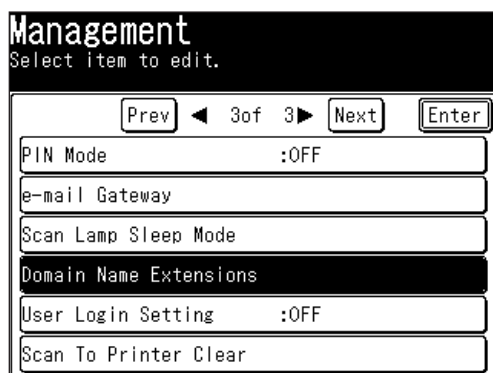 Management
Select item to edit.
Prev ◀ 3of 3▶ Next Enter
PIN Mode :OFF
e-mail Gateway
Scan Lamp Sleep Mode
Domain Name Extensions
User Login Setting :OFF
Scan To Printer Clear